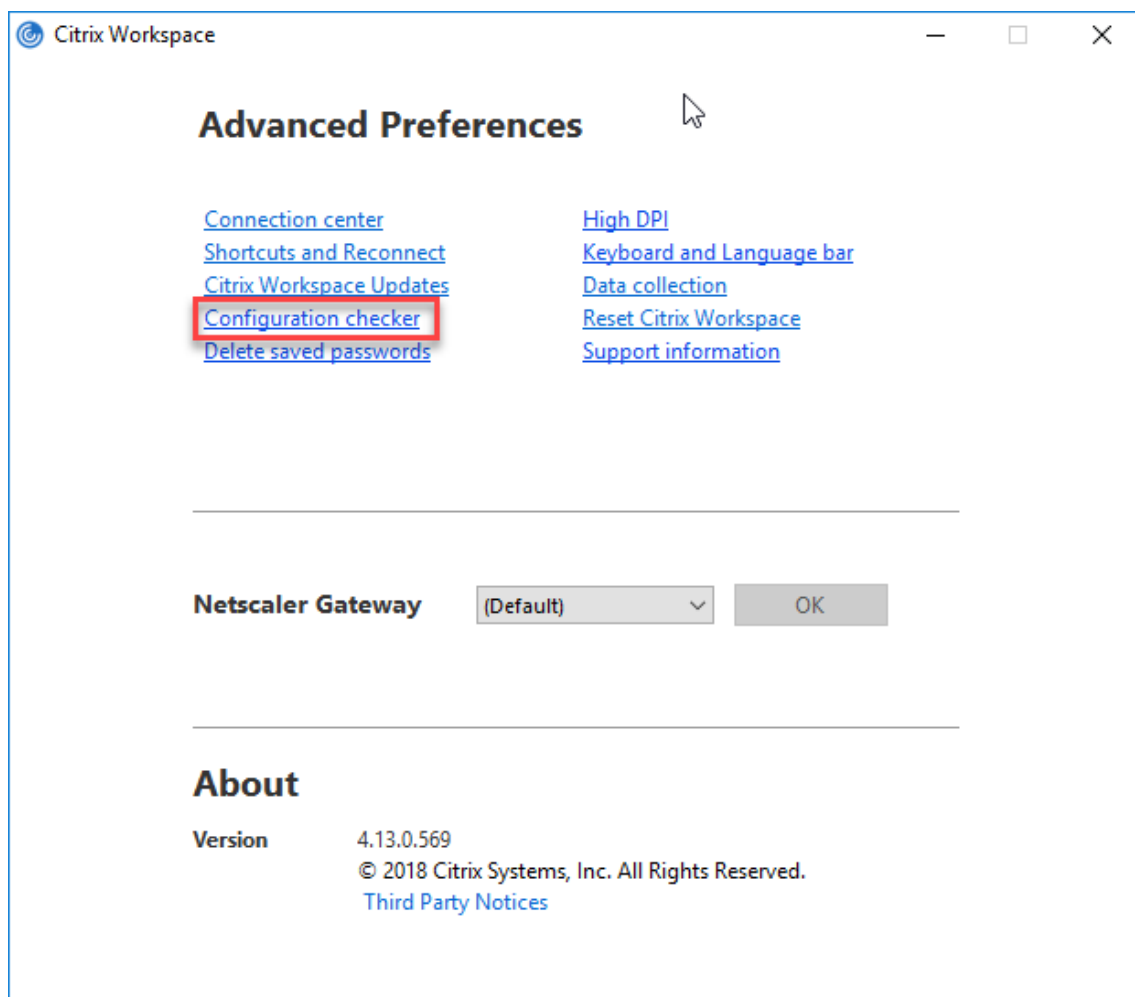 Citrix Workspace
Advanced Preferences
Connection center
Shortcuts and Reconnect
Citrix Workspace Updates
Configuration checker
Delete saved passwords
High DPI
Keyboard and Language bar
Data collection
Reset Citrix Workspace
Support information
Netscaler Gateway (Default) OK
About
Version 4.13.0.569
© 2018 Citrix Systems, Inc. All Rights Reserved.
Third Party Notices